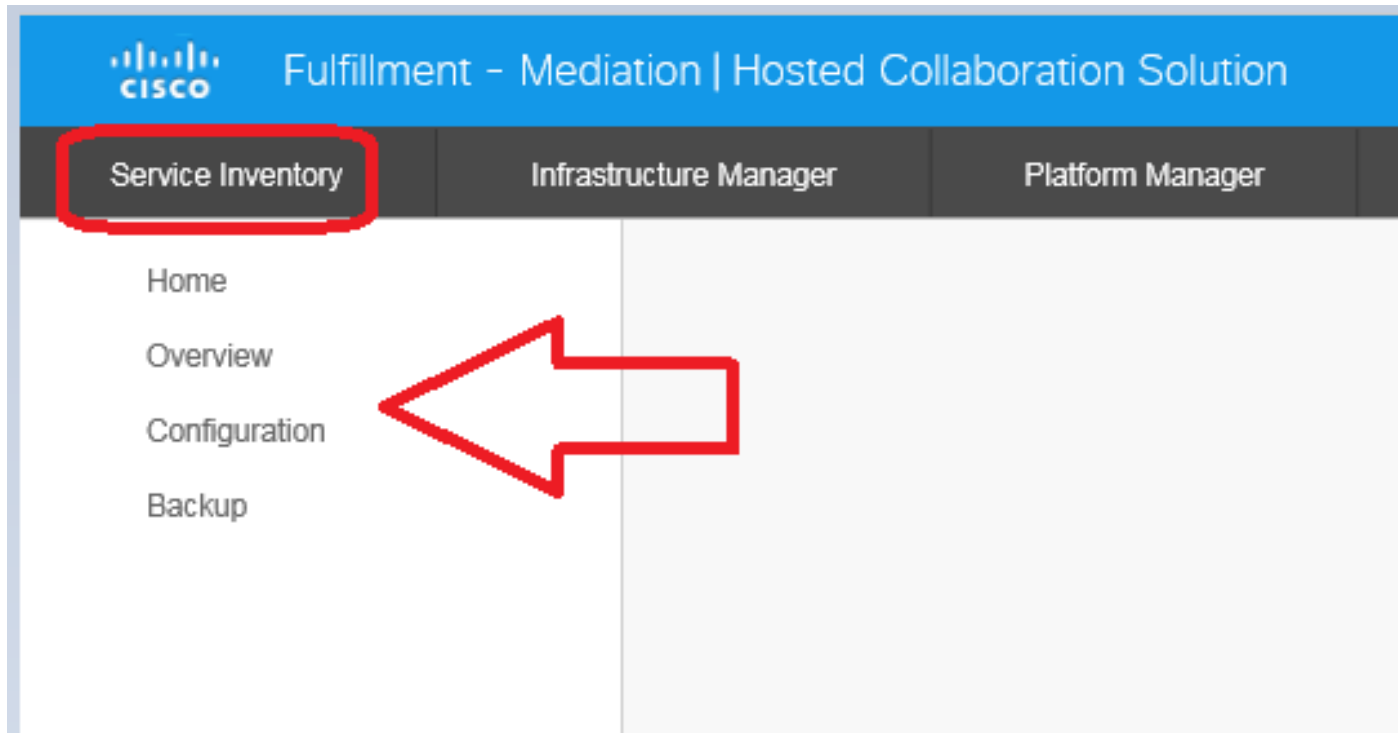 cisco Fulfillment - Mediation | Hosted Collaboration Solution
Service Inventory Infrastructure Manager Platform Manager
Home
Overview
Configuration
Backup